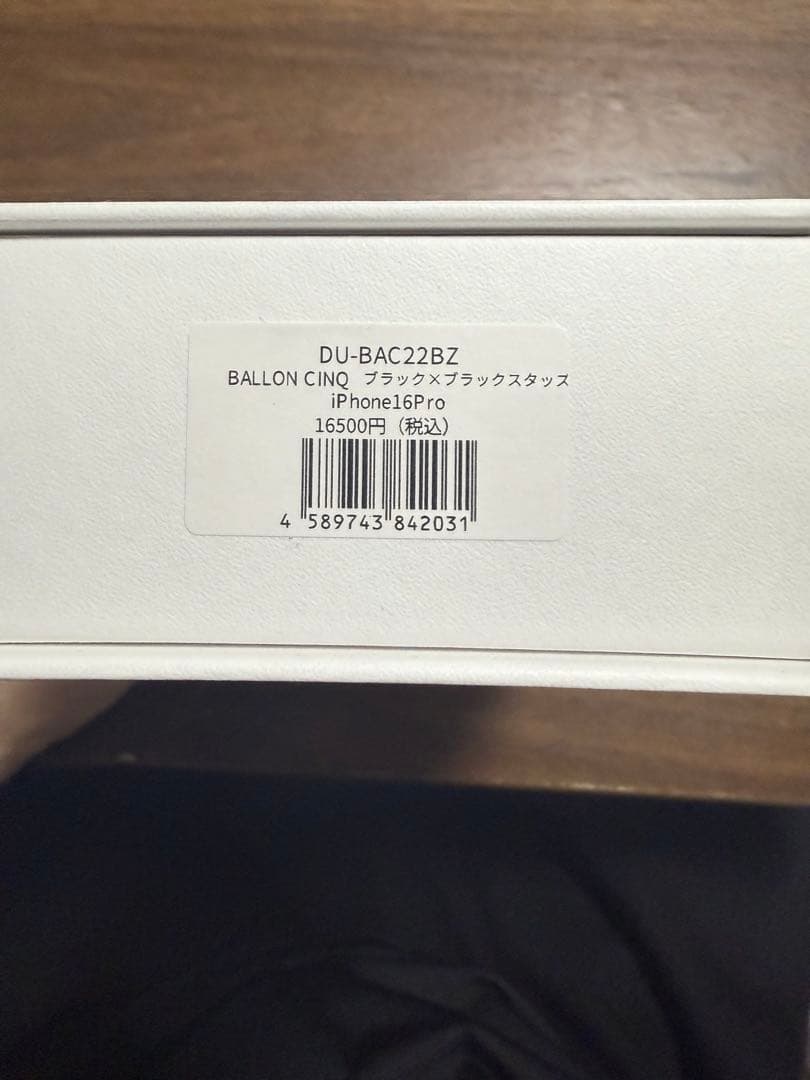 DU-BAC22BZ
BALLON CINQ ブラック×ブラックスタッズ
iPhone16Pro
16500円（税込）
4 589743 842031